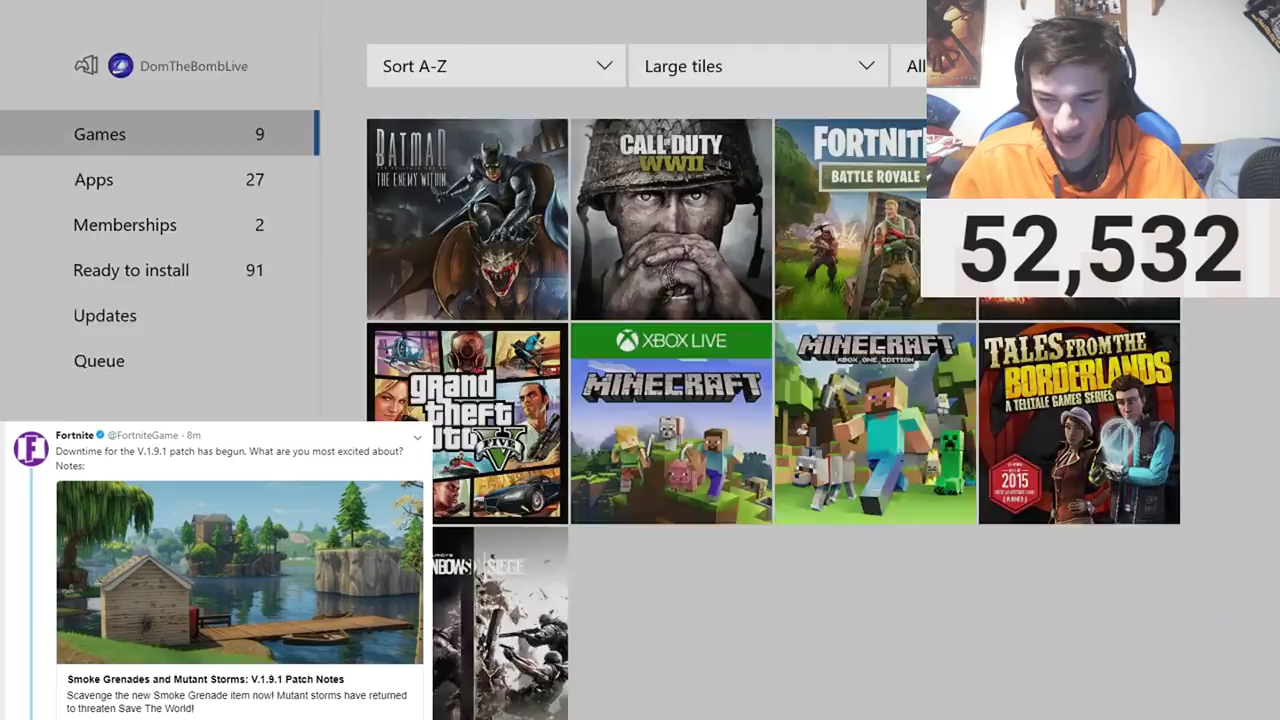 DomTheBombLive
Games 9
Apps 27
Memberships 2
Ready to install 91
Updates
Queue
Sort A-Z
Large tiles
All
BATMAN
THE ENEMY WITHIN
CALL OF DUTY
WWII
FORTNIT
BATTLE ROYALE
52,532
grand
theft
auto
V
FIVE
XBOX LIVE
MINECRAFT
MINECRAFT
XBOX ONE EDITION
TALES FROM THE
BORDERLANDS
A TELLTALE GAMES SERIES
2015
SIEGE
Fortnite @FortniteGame · 8m
Downtime for the V.1.9.1 patch has begun. What are you most excited about?
Notes:
Smoke Grenades and Mutant Storms: V.1.9.1 Patch Notes
Scavenge the new Smoke Grenade item now! Mutant storms have returned
to threaten Save The World!